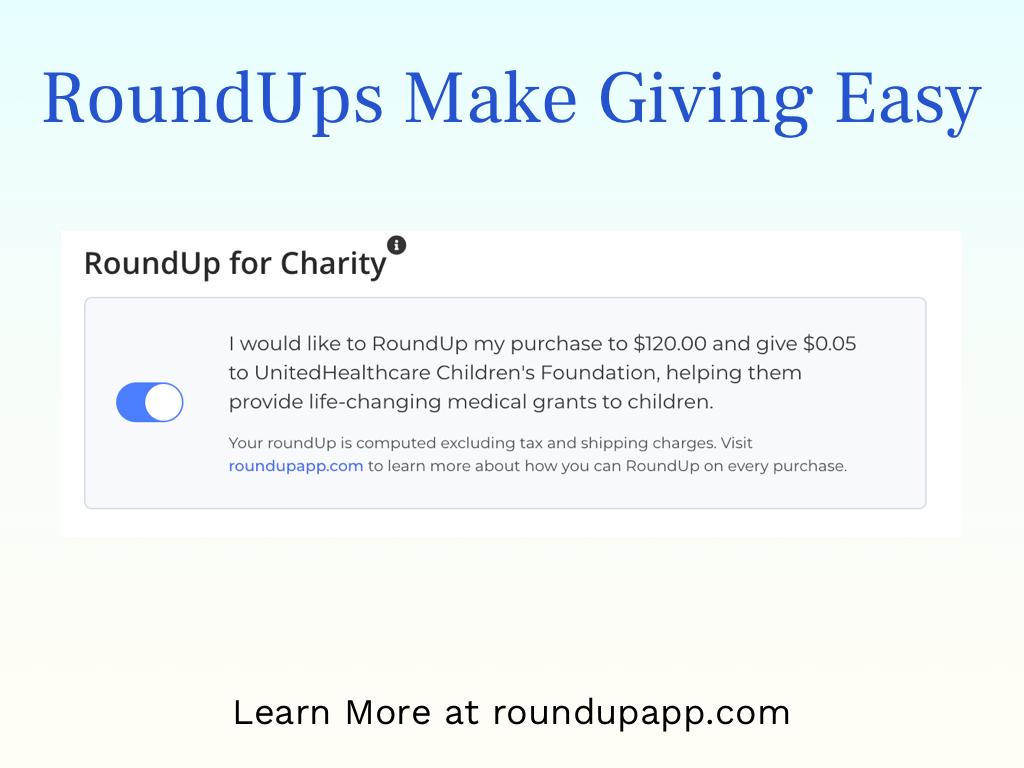 RoundUps Make Giving Easy
RoundUp for Charity
I would like to RoundUp my purchase to $120.00 and give $0.05
to UnitedHealthcare Children's Foundation, helping them
provide life-changing medical grants to children.
Your roundUp is computed excluding tax and shipping charges. Visit
roundupapp.com to learn more about how you can RoundUp on every purchase.
Learn More at roundupapp.com